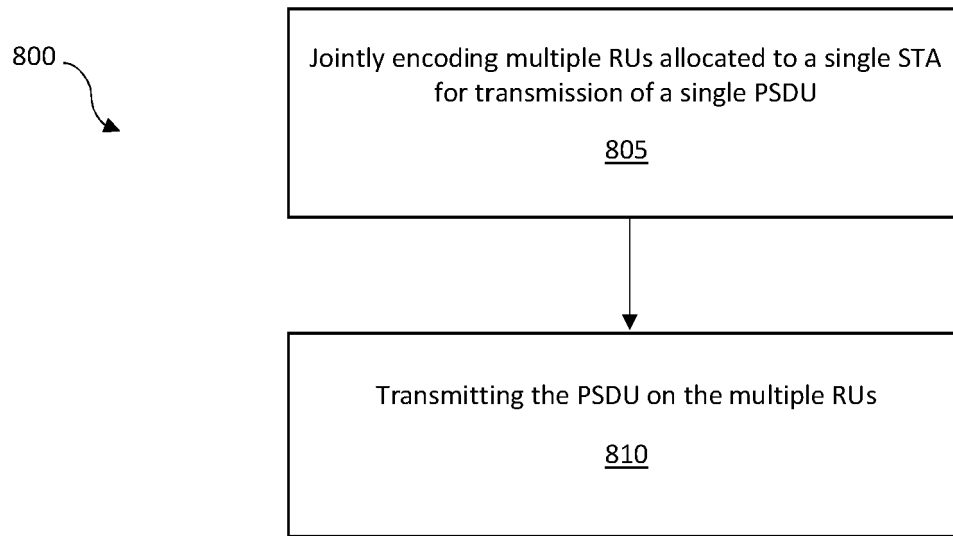 800
Jointly encoding multiple RUs allocated to a single STA
for transmission of a single PSDU
805
Transmitting the PSDU on the multiple RUs
810